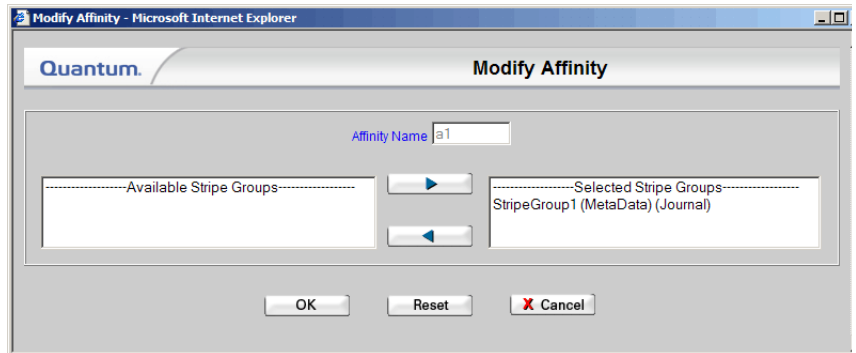 Modify Affinity - Microsoft Internet Explorer
Quantum.
Modify Affinity
Affinity Name a1
-------------------Available Stripe Groups------------------
-------------------Selected Stripe Groups------------------
StripeGroup1 (MetaData) (Journal)
OK Reset X Cancel